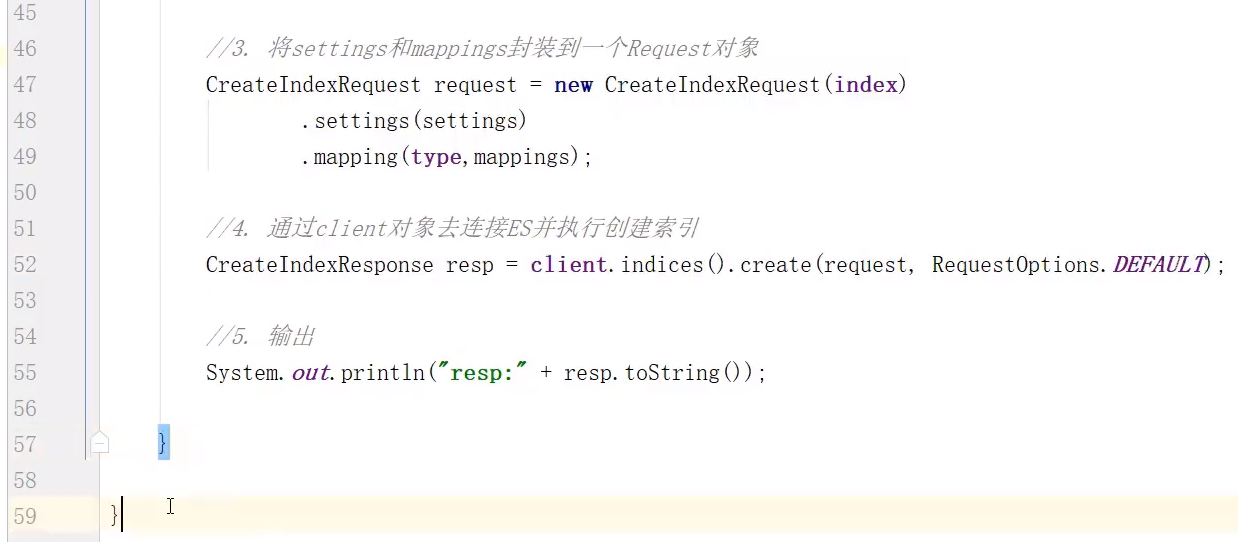 45
46 //3. 将settings和mappings封装到一个Request对象
47 CreateIndexRequest request = new CreateIndexRequest(index)
48 .settings(settings)
49 .mapping(type,mappings);
50
51 //4. 通过client对象去连接ES并执行创建索引
52 CreateIndexResponse resp = client.indices().create(request, RequestOptions.DEFAULT);
53
54 //5. 输出
55 System.out.println("resp:" + resp.toString());
56
57 }
58
59 }